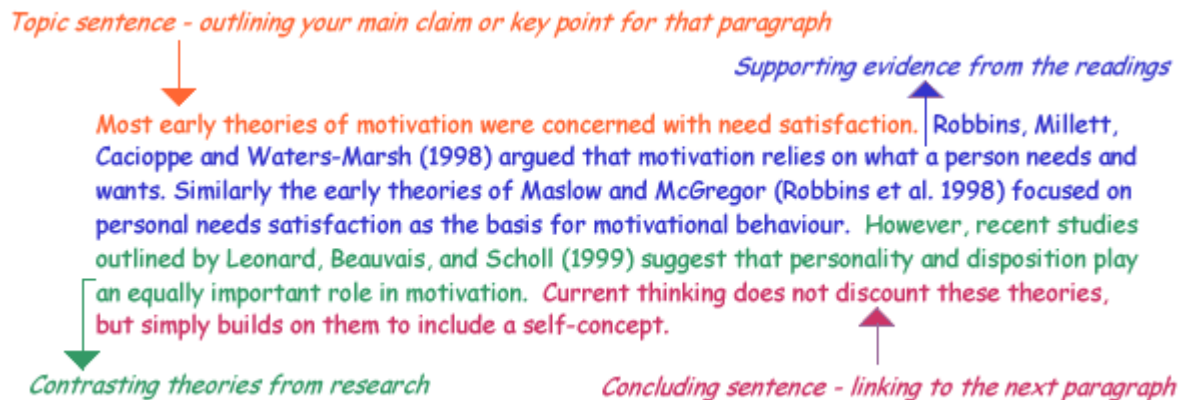 Topic sentence - outlining your main claim or key point for that paragraph
Supporting evidence from the readings
Most early theories of motivation were concerned with need satisfaction. Robbins, Millett,
Cacioppe and Waters-Marsh (1998) argued that motivation relies on what a person needs and
wants. Similarly the early theories of Maslow and McGregor (Robbins et al. 1998) focused on
personal needs satisfaction as the basis for motivational behaviour. However, recent studies
outlined by Leonard, Beauvais, and Scholl (1999) suggest that personality and disposition play
an equally important role in motivation. Current thinking does not discount these theories,
but simply builds on them to include a self-concept.
Contrasting theories from research
Concluding sentence - linking to the next paragraph